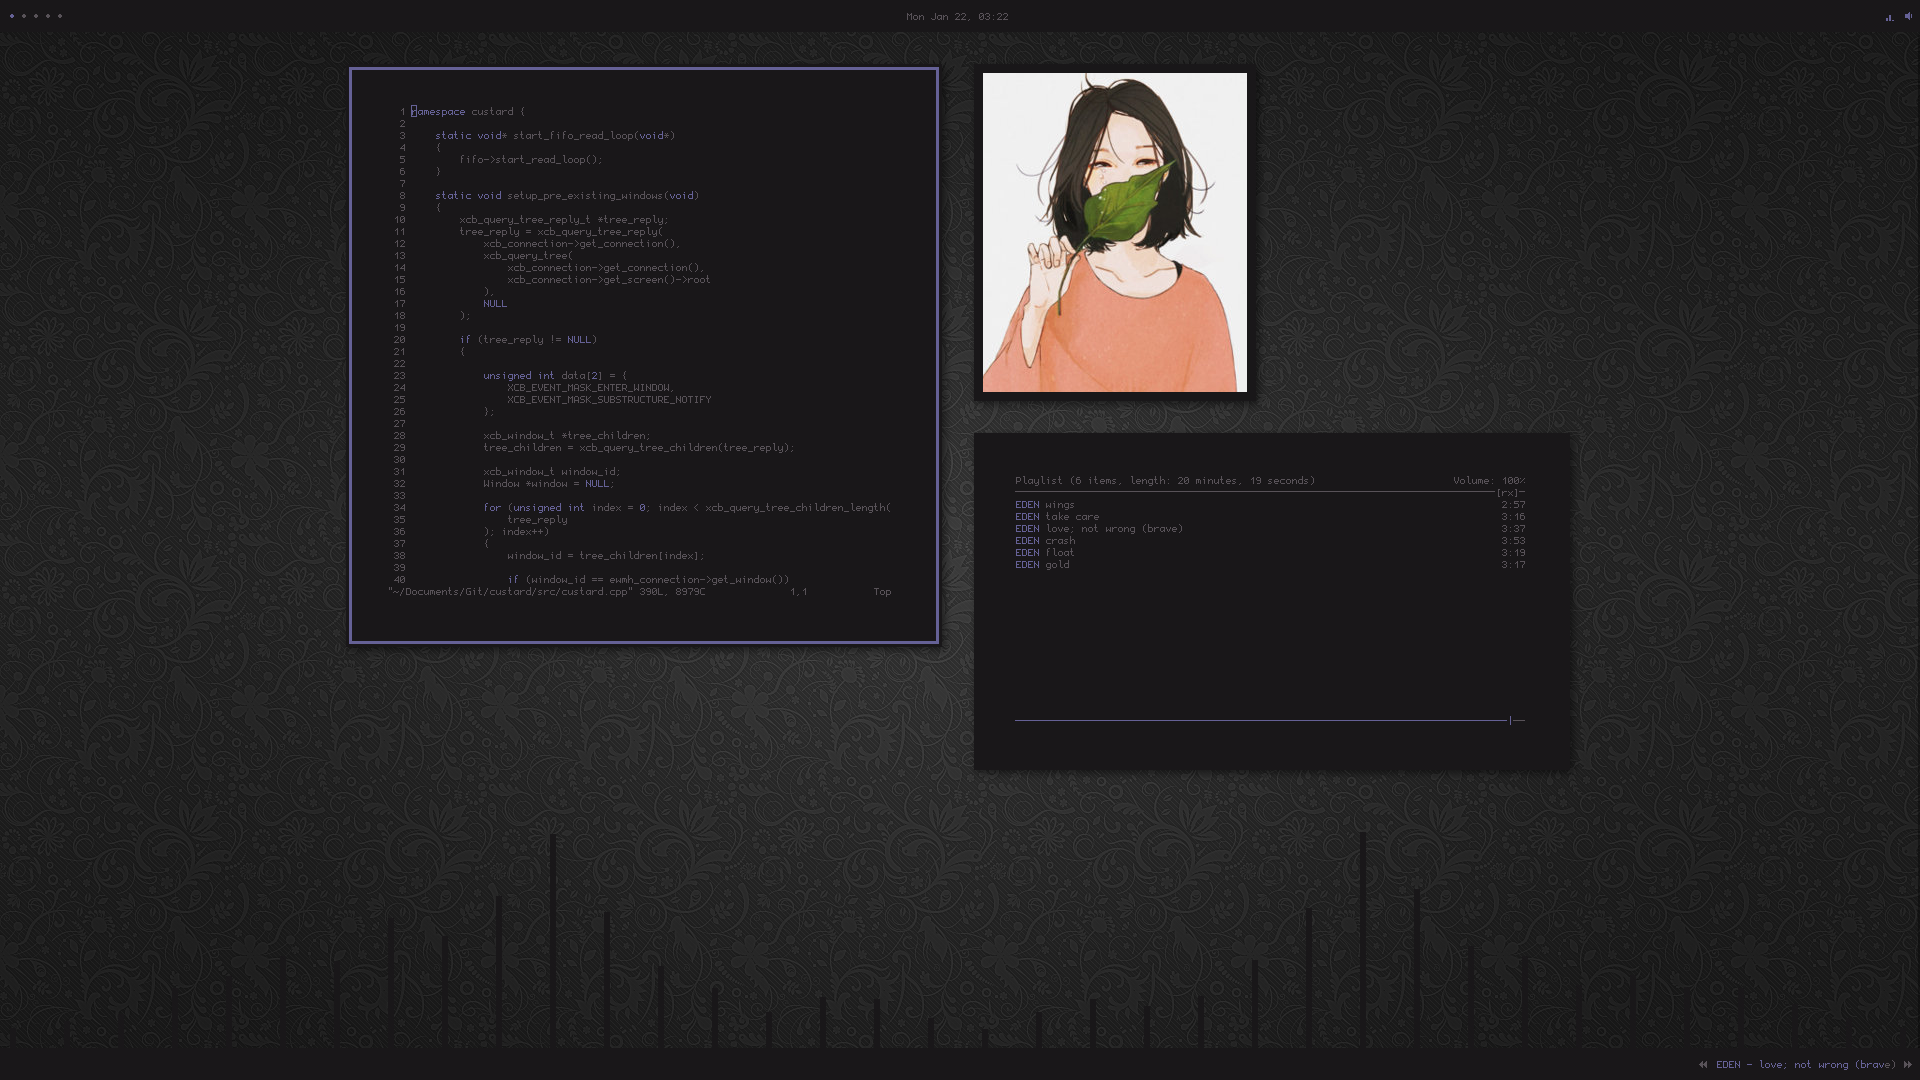 Mon Jan 22, 03:22
1 namespace custard {
2
3 static void* start_fifo_read_loop(void*)
4 {
5 fifo->start_read_loop();
6 }
7
8 static void setup_pre_existing_windows(void)
9 {
10 xcb_query_tree_reply_t *tree_reply;
11 tree_reply = xcb_query_tree_reply(
12 xcb_connection->get_connection(),
13 xcb_query_tree(
14 xcb_connection->get_connection(),
15 xcb_connection->get_screen()->root
16 ),
17 NULL
18 );
19
20 if (tree_reply != NULL)
21 {
22
23 unsigned int data[2] = {
24 XCB_EVENT_MASK_ENTER_WINDOW,
25 XCB_EVENT_MASK_SUBSTRUCTURE_NOTIFY
26 };
27
28 xcb_window_t *tree_children;
29 tree_children = xcb_query_tree_children(tree_reply);
30
31 xcb_window_t window_id;
32 Window *window = NULL;
33
34 for (unsigned int index = 0; index < xcb_query_tree_children_length(
35 tree_reply
36 ); index++)
37 {
38 window_id = tree_children[index];
39
40 if (window_id == ewmh_connection->get_window())
"~/Documents/Git/custard/src/custard.cpp" 390L, 8979C 1,1 Top
Playlist (6 items, length: 20 minutes, 19 seconds) Volume: 100%
[rx]
EDEN wings 2:57
EDEN take care 3:16
EDEN love; not wrong (brave) 3:37
EDEN crash 3:53
EDEN float 3:19
EDEN gold 3:17
EDEN - love; not wrong (brave)